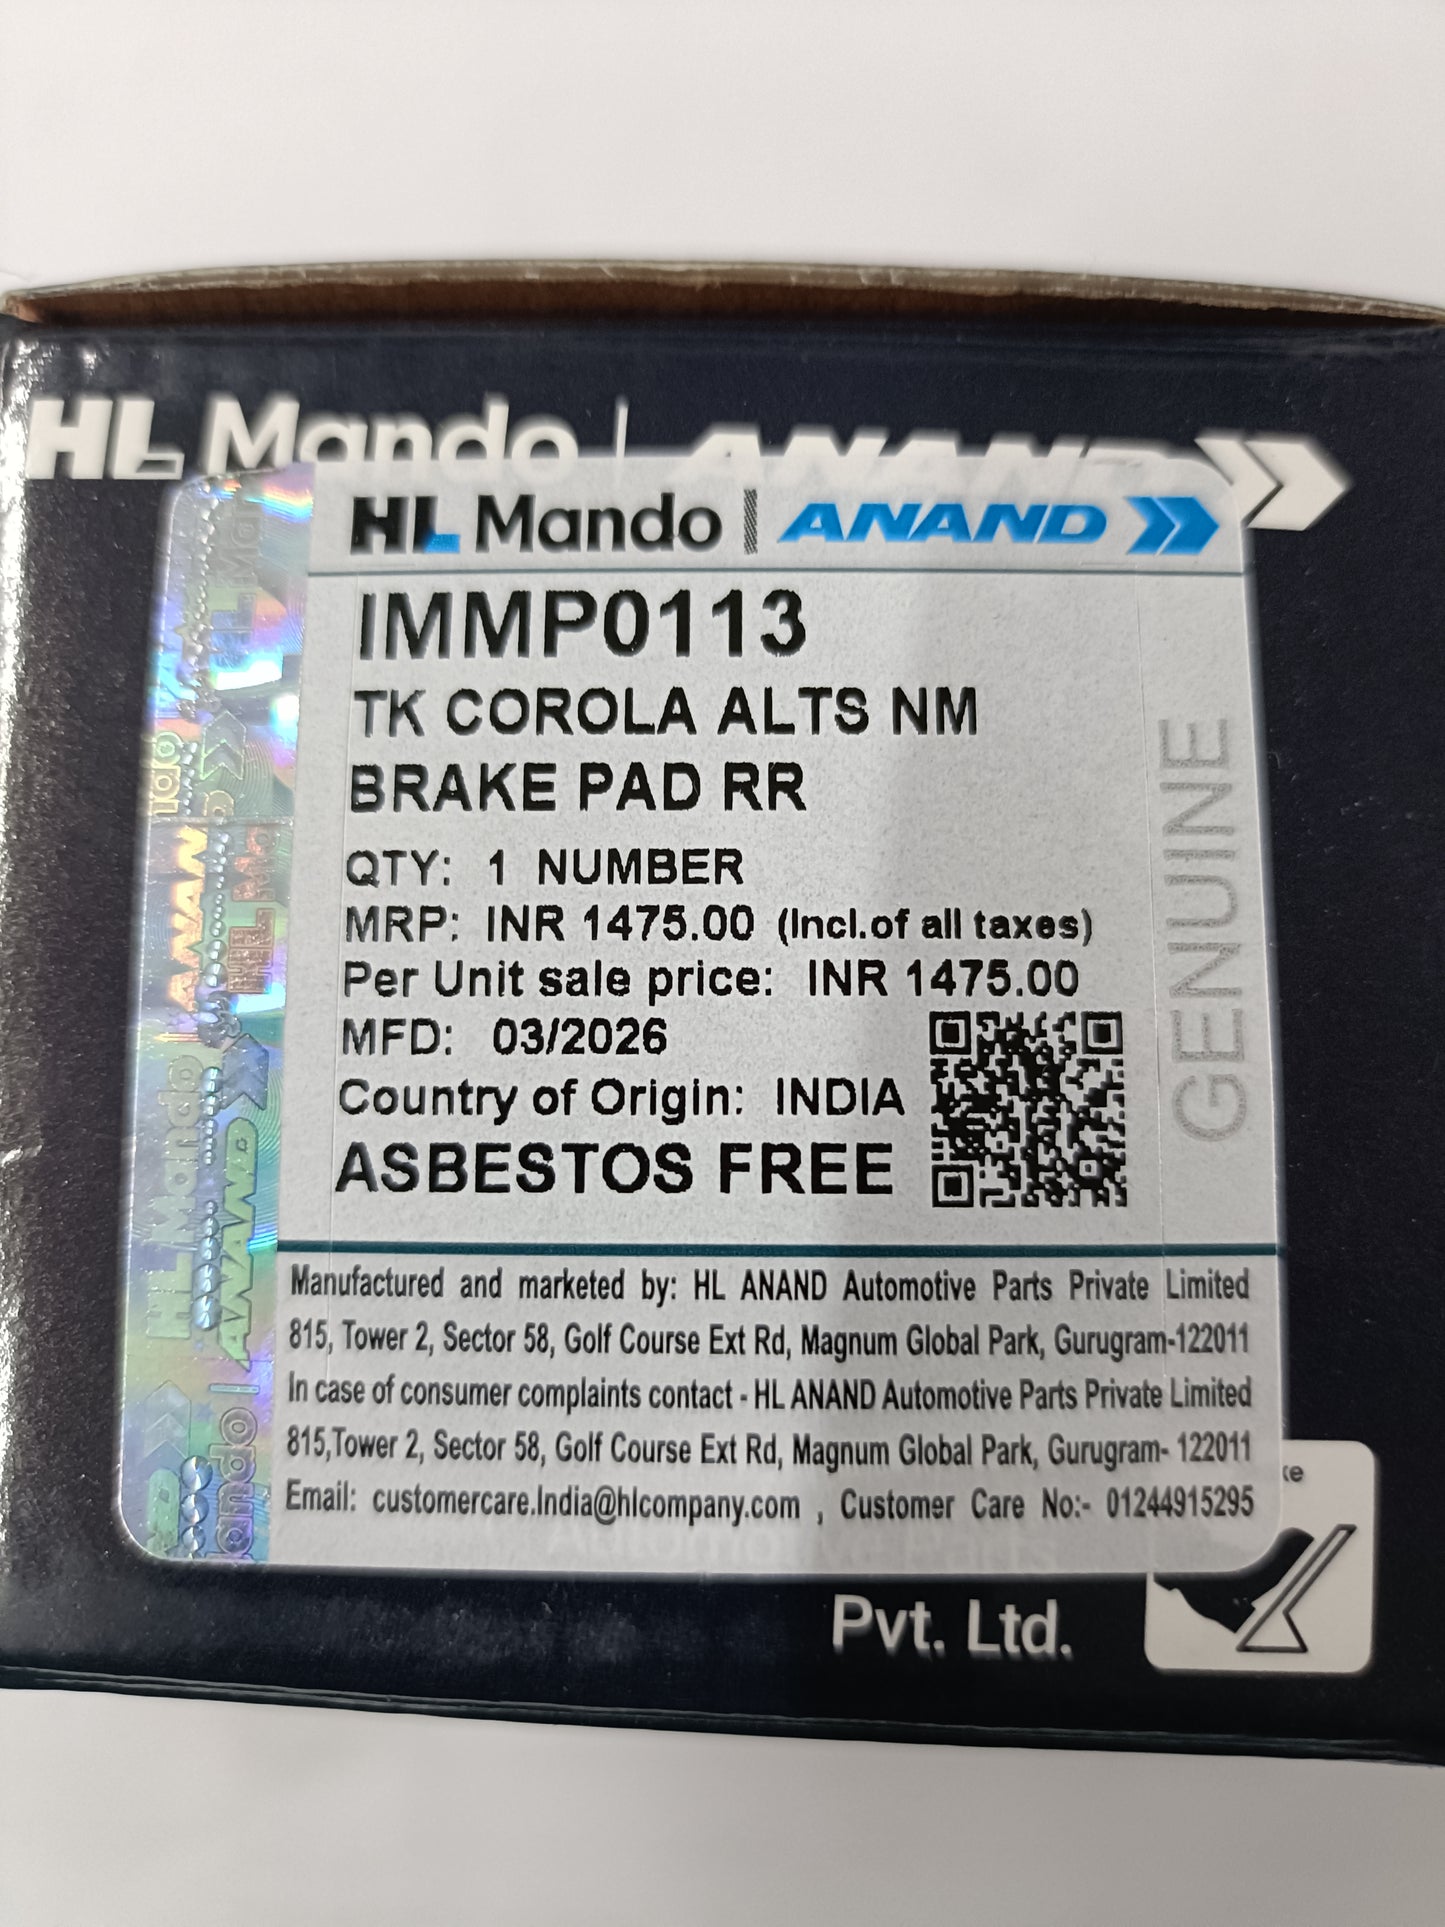 HL Mando | ANAND
HL Mando | ANAND
IMMP0113
TK COROLA ALTS NM
BRAKE PAD RR
QTY: 1 NUMBER
MRP: INR 1475.00 (Incl.of all taxes)
Per Unit sale price: INR 1475.00
MFD: 03/2026
Country of Origin: INDIA
ASBESTOS FREE
GENUINE
Manufactured and marketed by: HL ANAND Automotive Parts Private Limited
815, Tower 2, Sector 58, Golf Course Ext Rd, Magnum Global Park, Gurugram-122011
In case of consumer complaints contact - HL ANAND Automotive Parts Private Limited
815,Tower 2, Sector 58, Golf Course Ext Rd, Magnum Global Park, Gurugram- 122011
Email: customercare.India@hlcompany.com , Customer Care No:- 01244915295
Pvt. Ltd.
HL Mando
ANAND